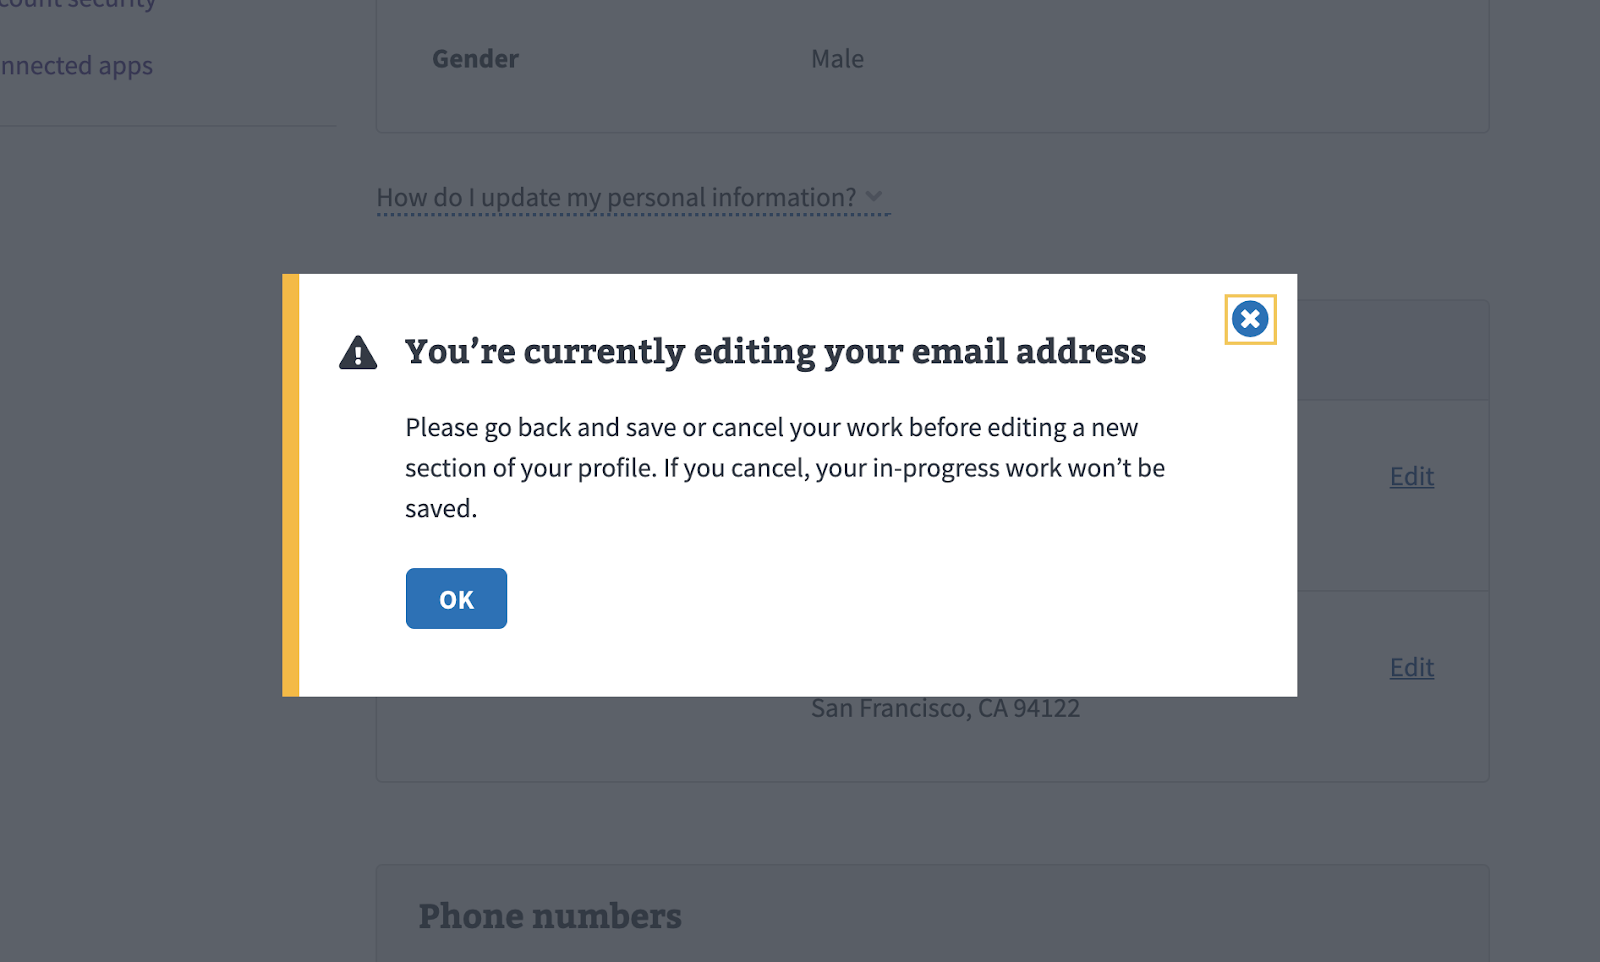 count security
nnected apps
Gender
Male
How do I update my personal information?
You’re currently editing your email address
Please go back and save or cancel your work before editing a new
section of your profile. If you cancel, your in-progress work won’t be
saved.
OK
Edit
Edit
San Francisco, CA 94122
Phone numbers